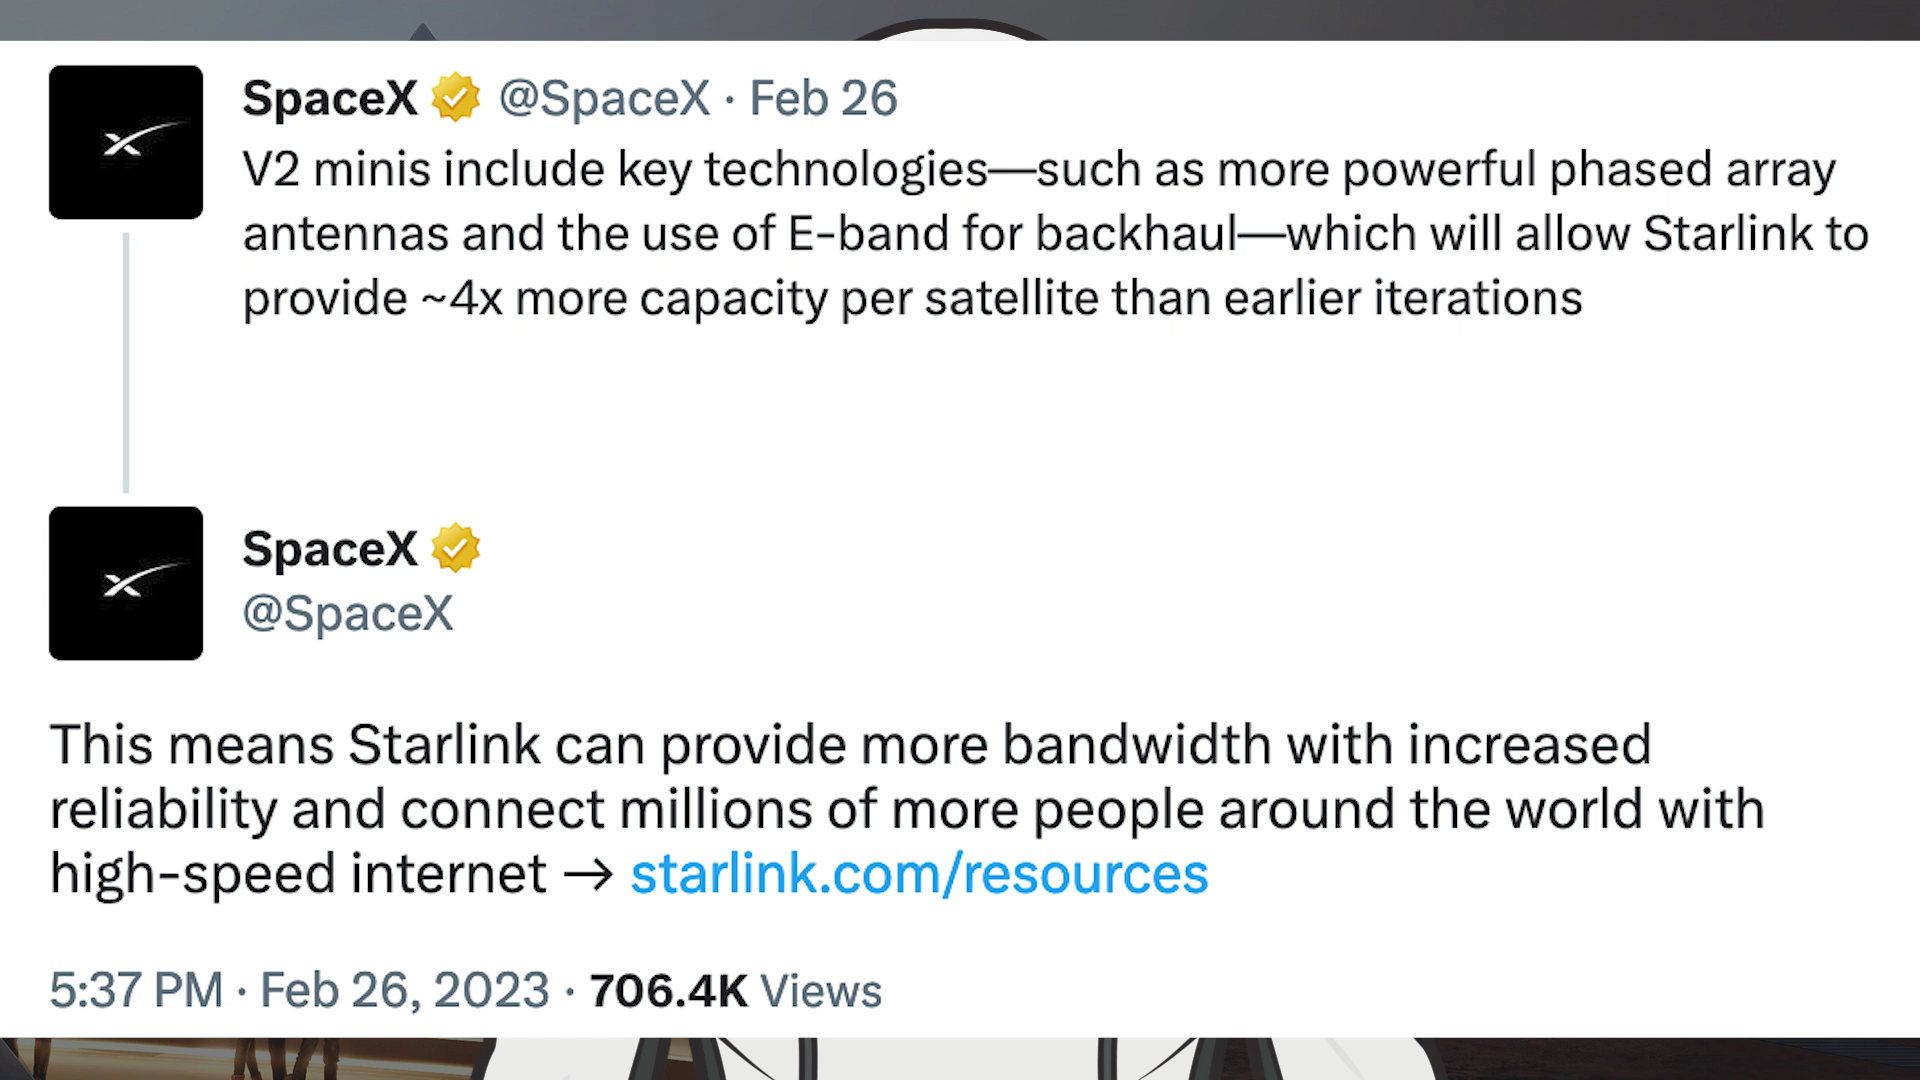 SpaceX @SpaceX · Feb 26
V2 minis include key technologies—such as more powerful phased array
antennas and the use of E-band for backhaul—which will allow Starlink to
provide ~4x more capacity per satellite than earlier iterations
SpaceX
@SpaceX
This means Starlink can provide more bandwidth with increased
reliability and connect millions of more people around the world with
high-speed internet → starlink.com/resources
5:37 PM · Feb 26, 2023 · 706.4K Views